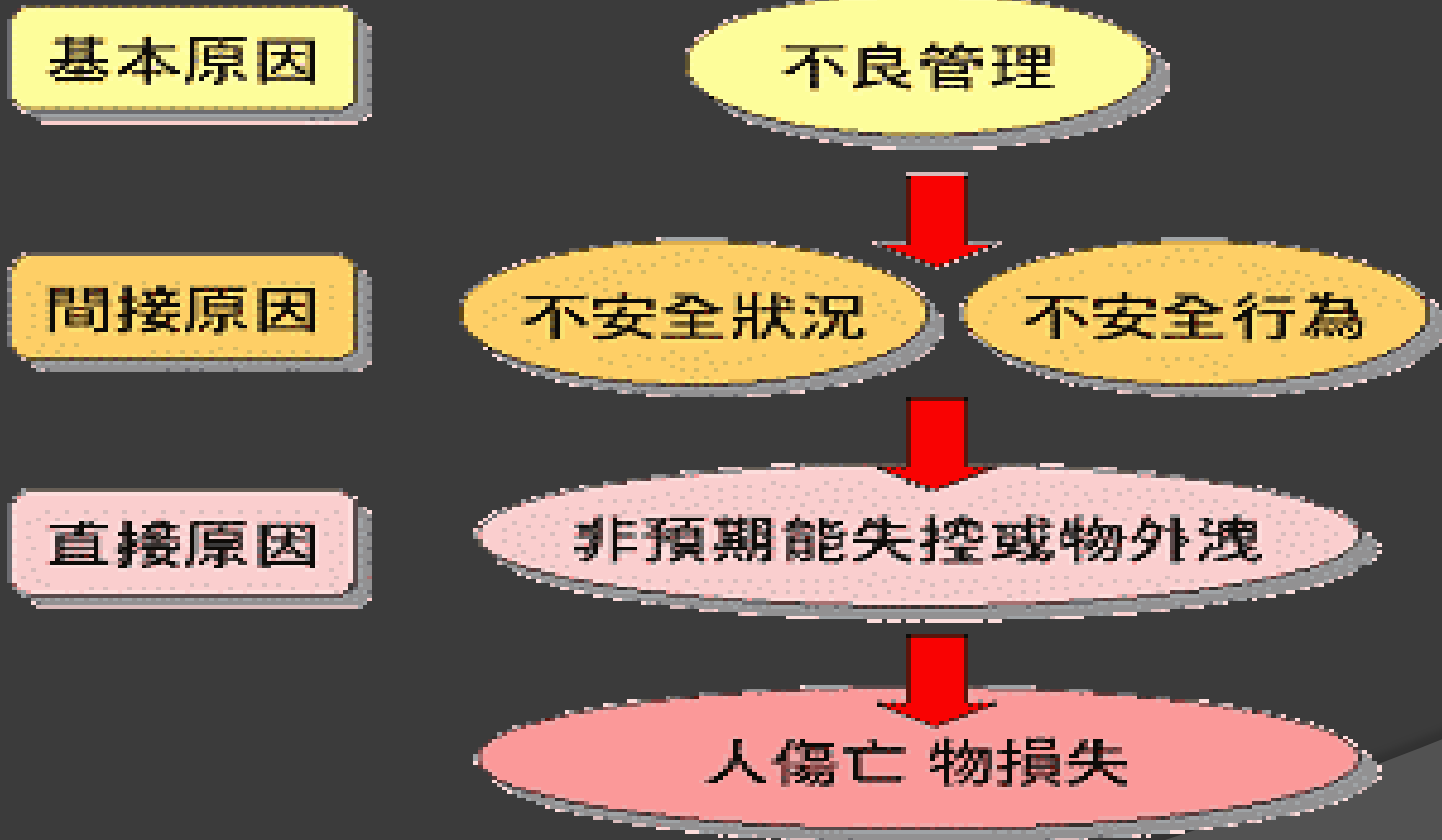 基本原因
不良管理
間接原因
不安全狀況
不安全行為
直接原因
非預期能失控或物外洩
人傷亡 物損失